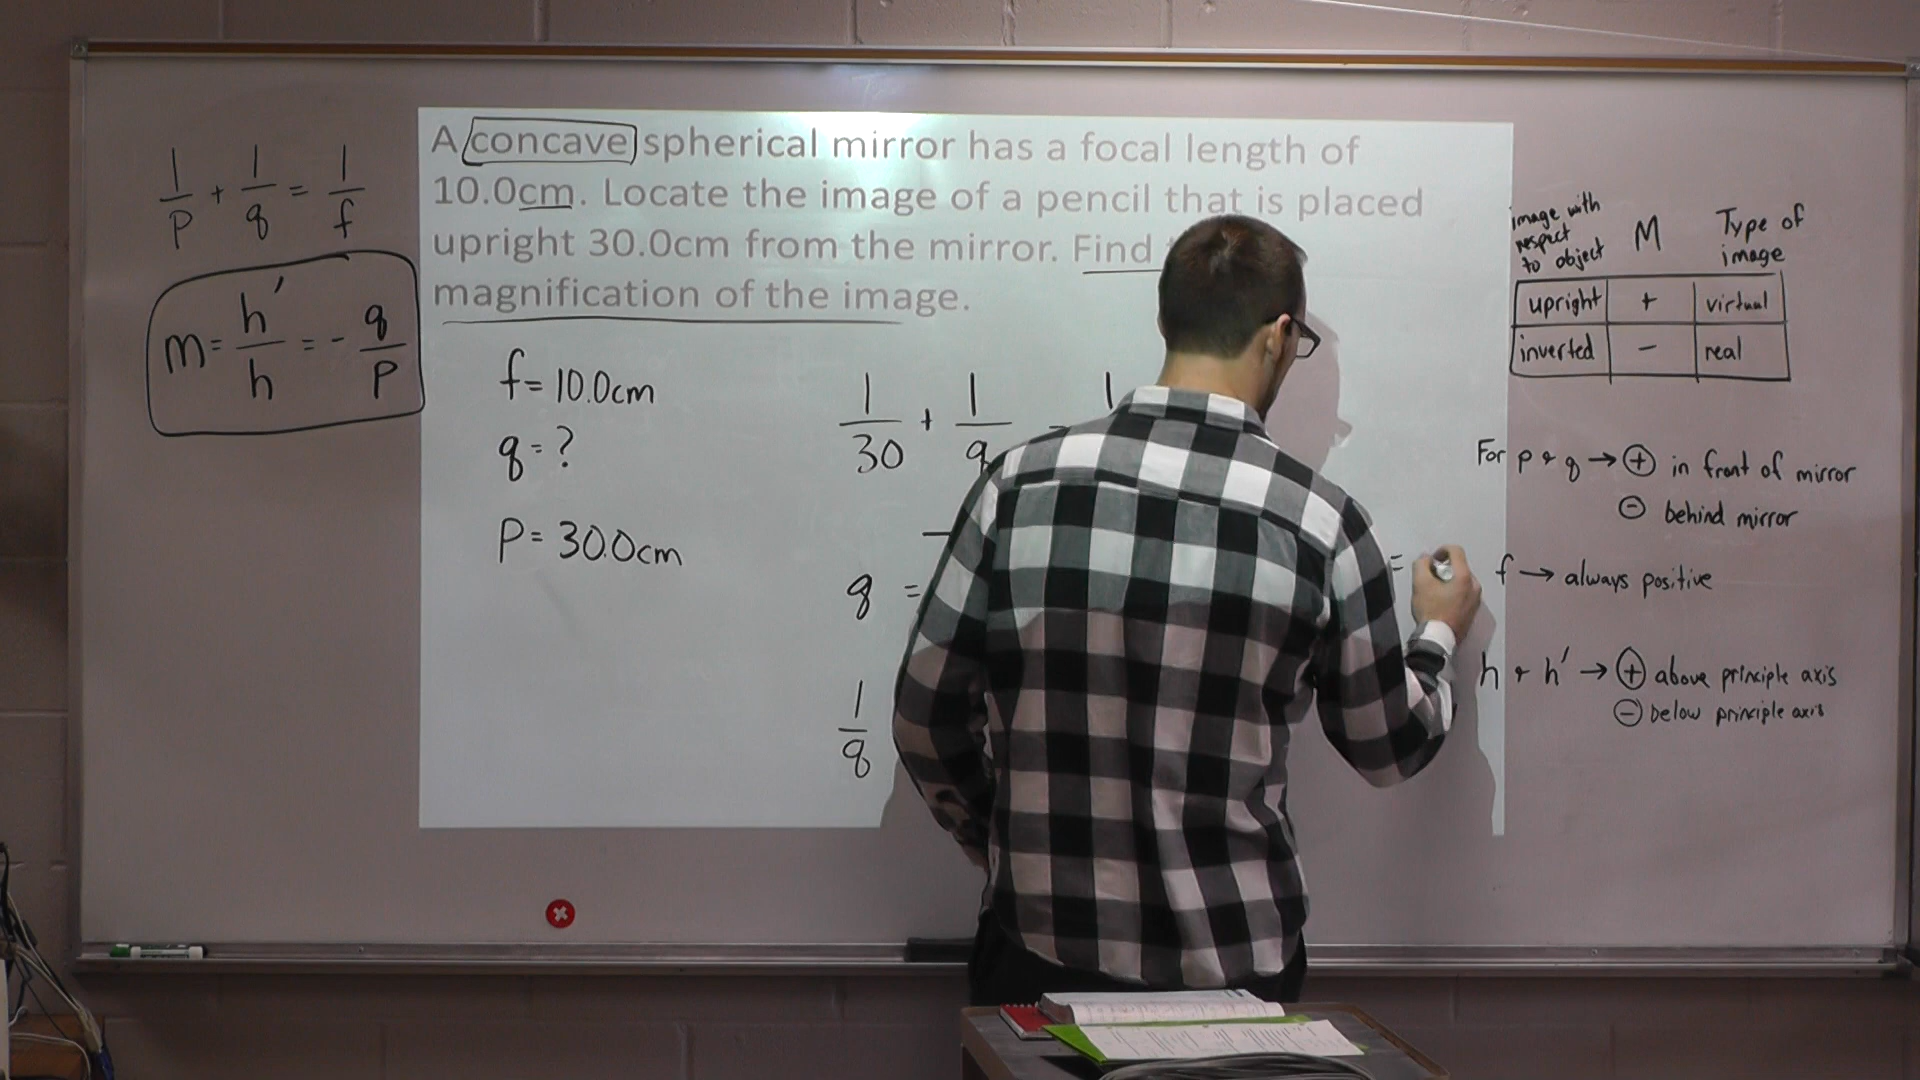 1/p + 1/q = 1/f
m = h'/h = - q/p
A concave spherical mirror has a focal length of
10.0cm. Locate the image of a pencil that is placed
upright 30.0cm from the mirror. Find
magnification of the image.
f = 10.0cm
q = ?
P = 30.0cm
1/30 + 1/q
q =
1/q
image with respect to object M Type of image
upright + virtual
inverted - real
For p & q → ⊕ in front of mirror
⊖ behind mirror
f → always positive
h & h' → ⊕ above principle axis
⊖ below principle axis